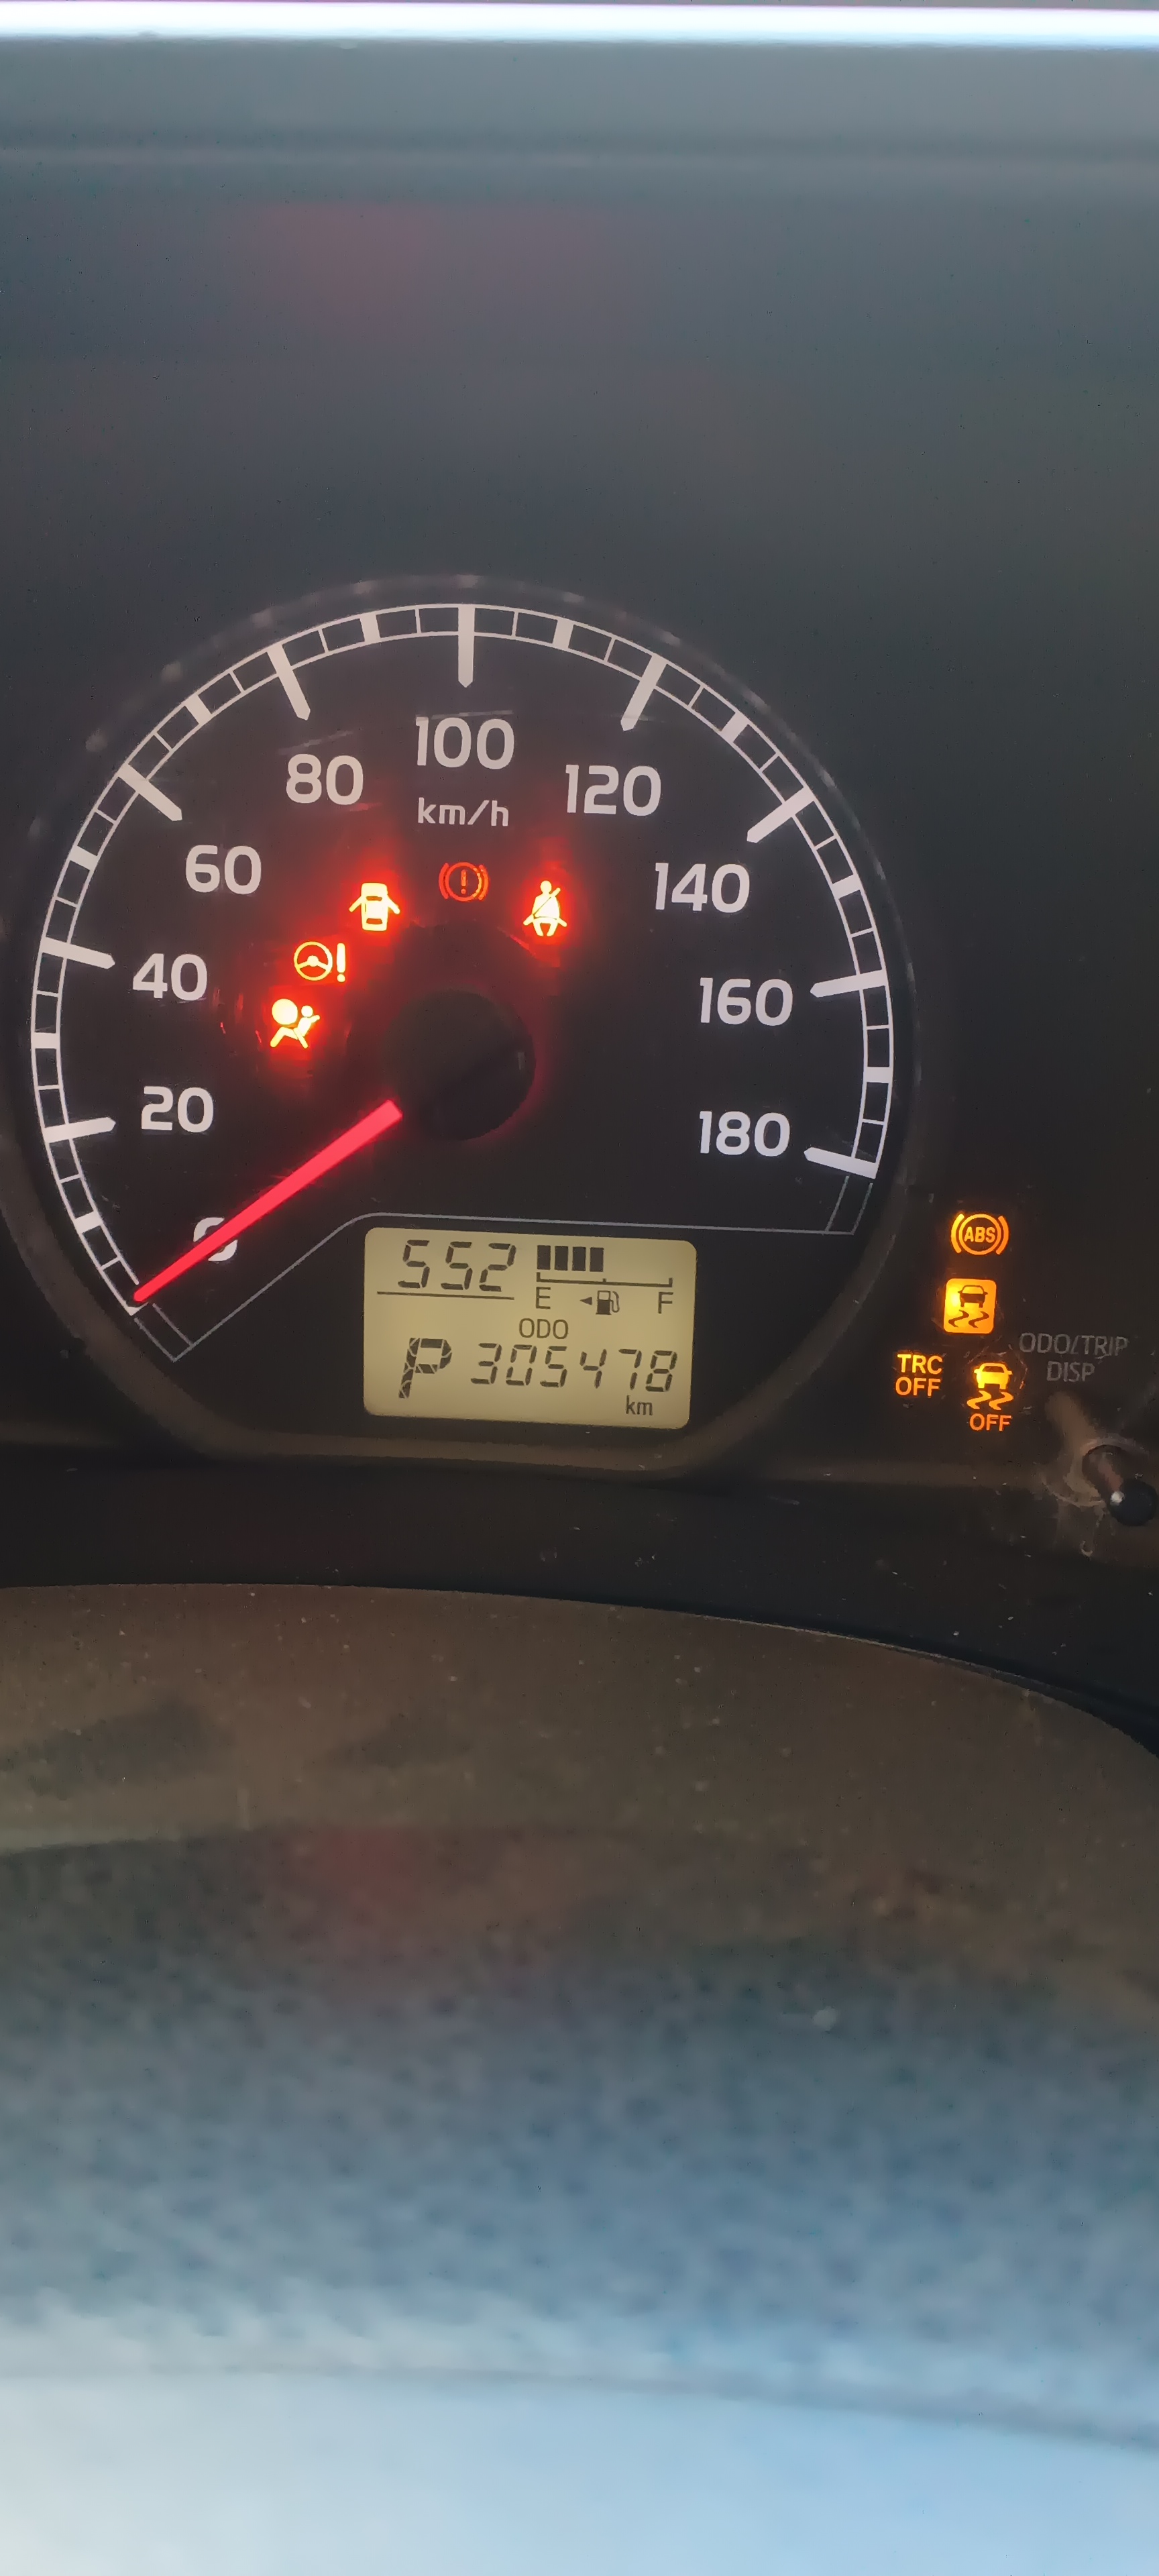 100
80
120
km/h
60
140
40
160
20
180
0
ABS
552
E
F
ODO
P 305478
km
ODO/TRIP
DISP
TRC
OFF
OFF